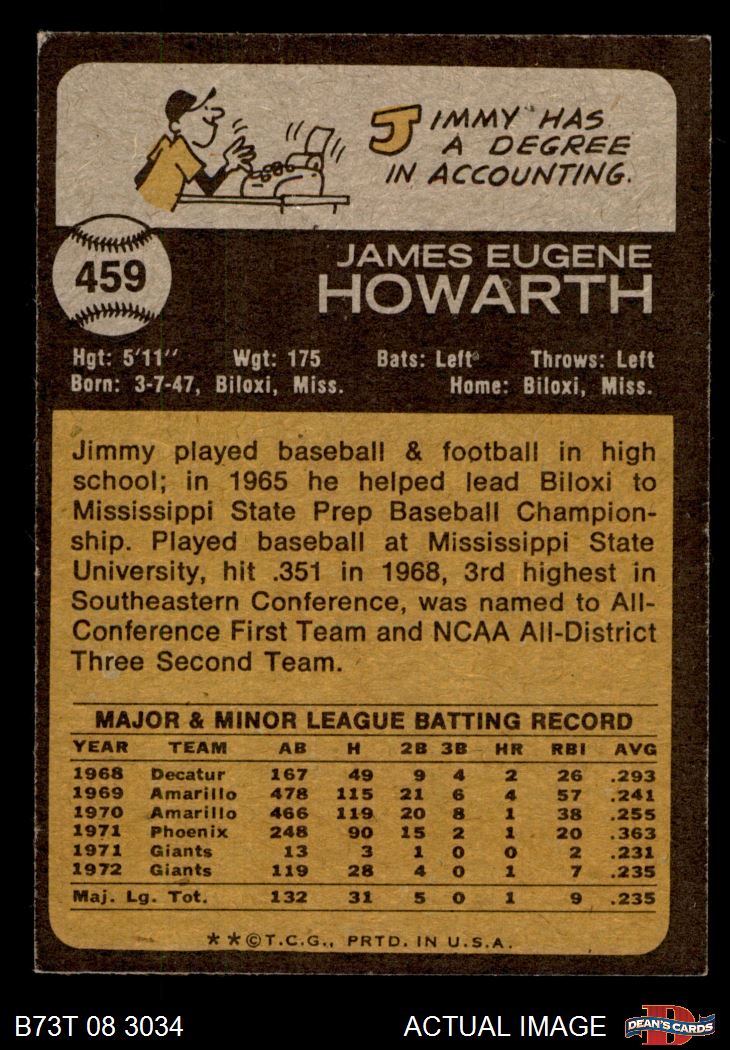 JIMMY HAS
A DEGREE
IN ACCOUNTING.
459
JAMES EUGENE
HOWARTH
Hgt: 5'11" Wgt: 175 Bats: Left Throws: Left
Born: 3-7-47, Biloxi, Miss. Home: Biloxi, Miss.
Jimmy played baseball & football in high
school; in 1965 he helped lead Biloxi to
Mississippi State Prep Baseball Champion-
ship. Played baseball at Mississippi State
University, hit .351 in 1968, 3rd highest in
Southeastern Conference, was named to All-
Conference First Team and NCAA All-District
Three Second Team.
MAJOR & MINOR LEAGUE BATTING RECORD
YEAR TEAM AB H 2B 3B HR RBI AVG
1968 Decatur 167 49 9 4 2 26 .293
1969 Amarillo 478 115 21 6 4 57 .241
1970 Amarillo 466 119 20 8 1 38 .255
1971 Phoenix 248 90 15 2 1 20 .363
1971 Giants 13 3 1 0 0 2 .231
1972 Giants 119 28 4 0 1 7 .235
Maj. Lg. Tot. 132 31 5 0 1 9 .235
**©T.C.G., PRTD. IN U.S.A.
B73T 08 3034 ACTUAL IMAGE D DEAN'S CARDS